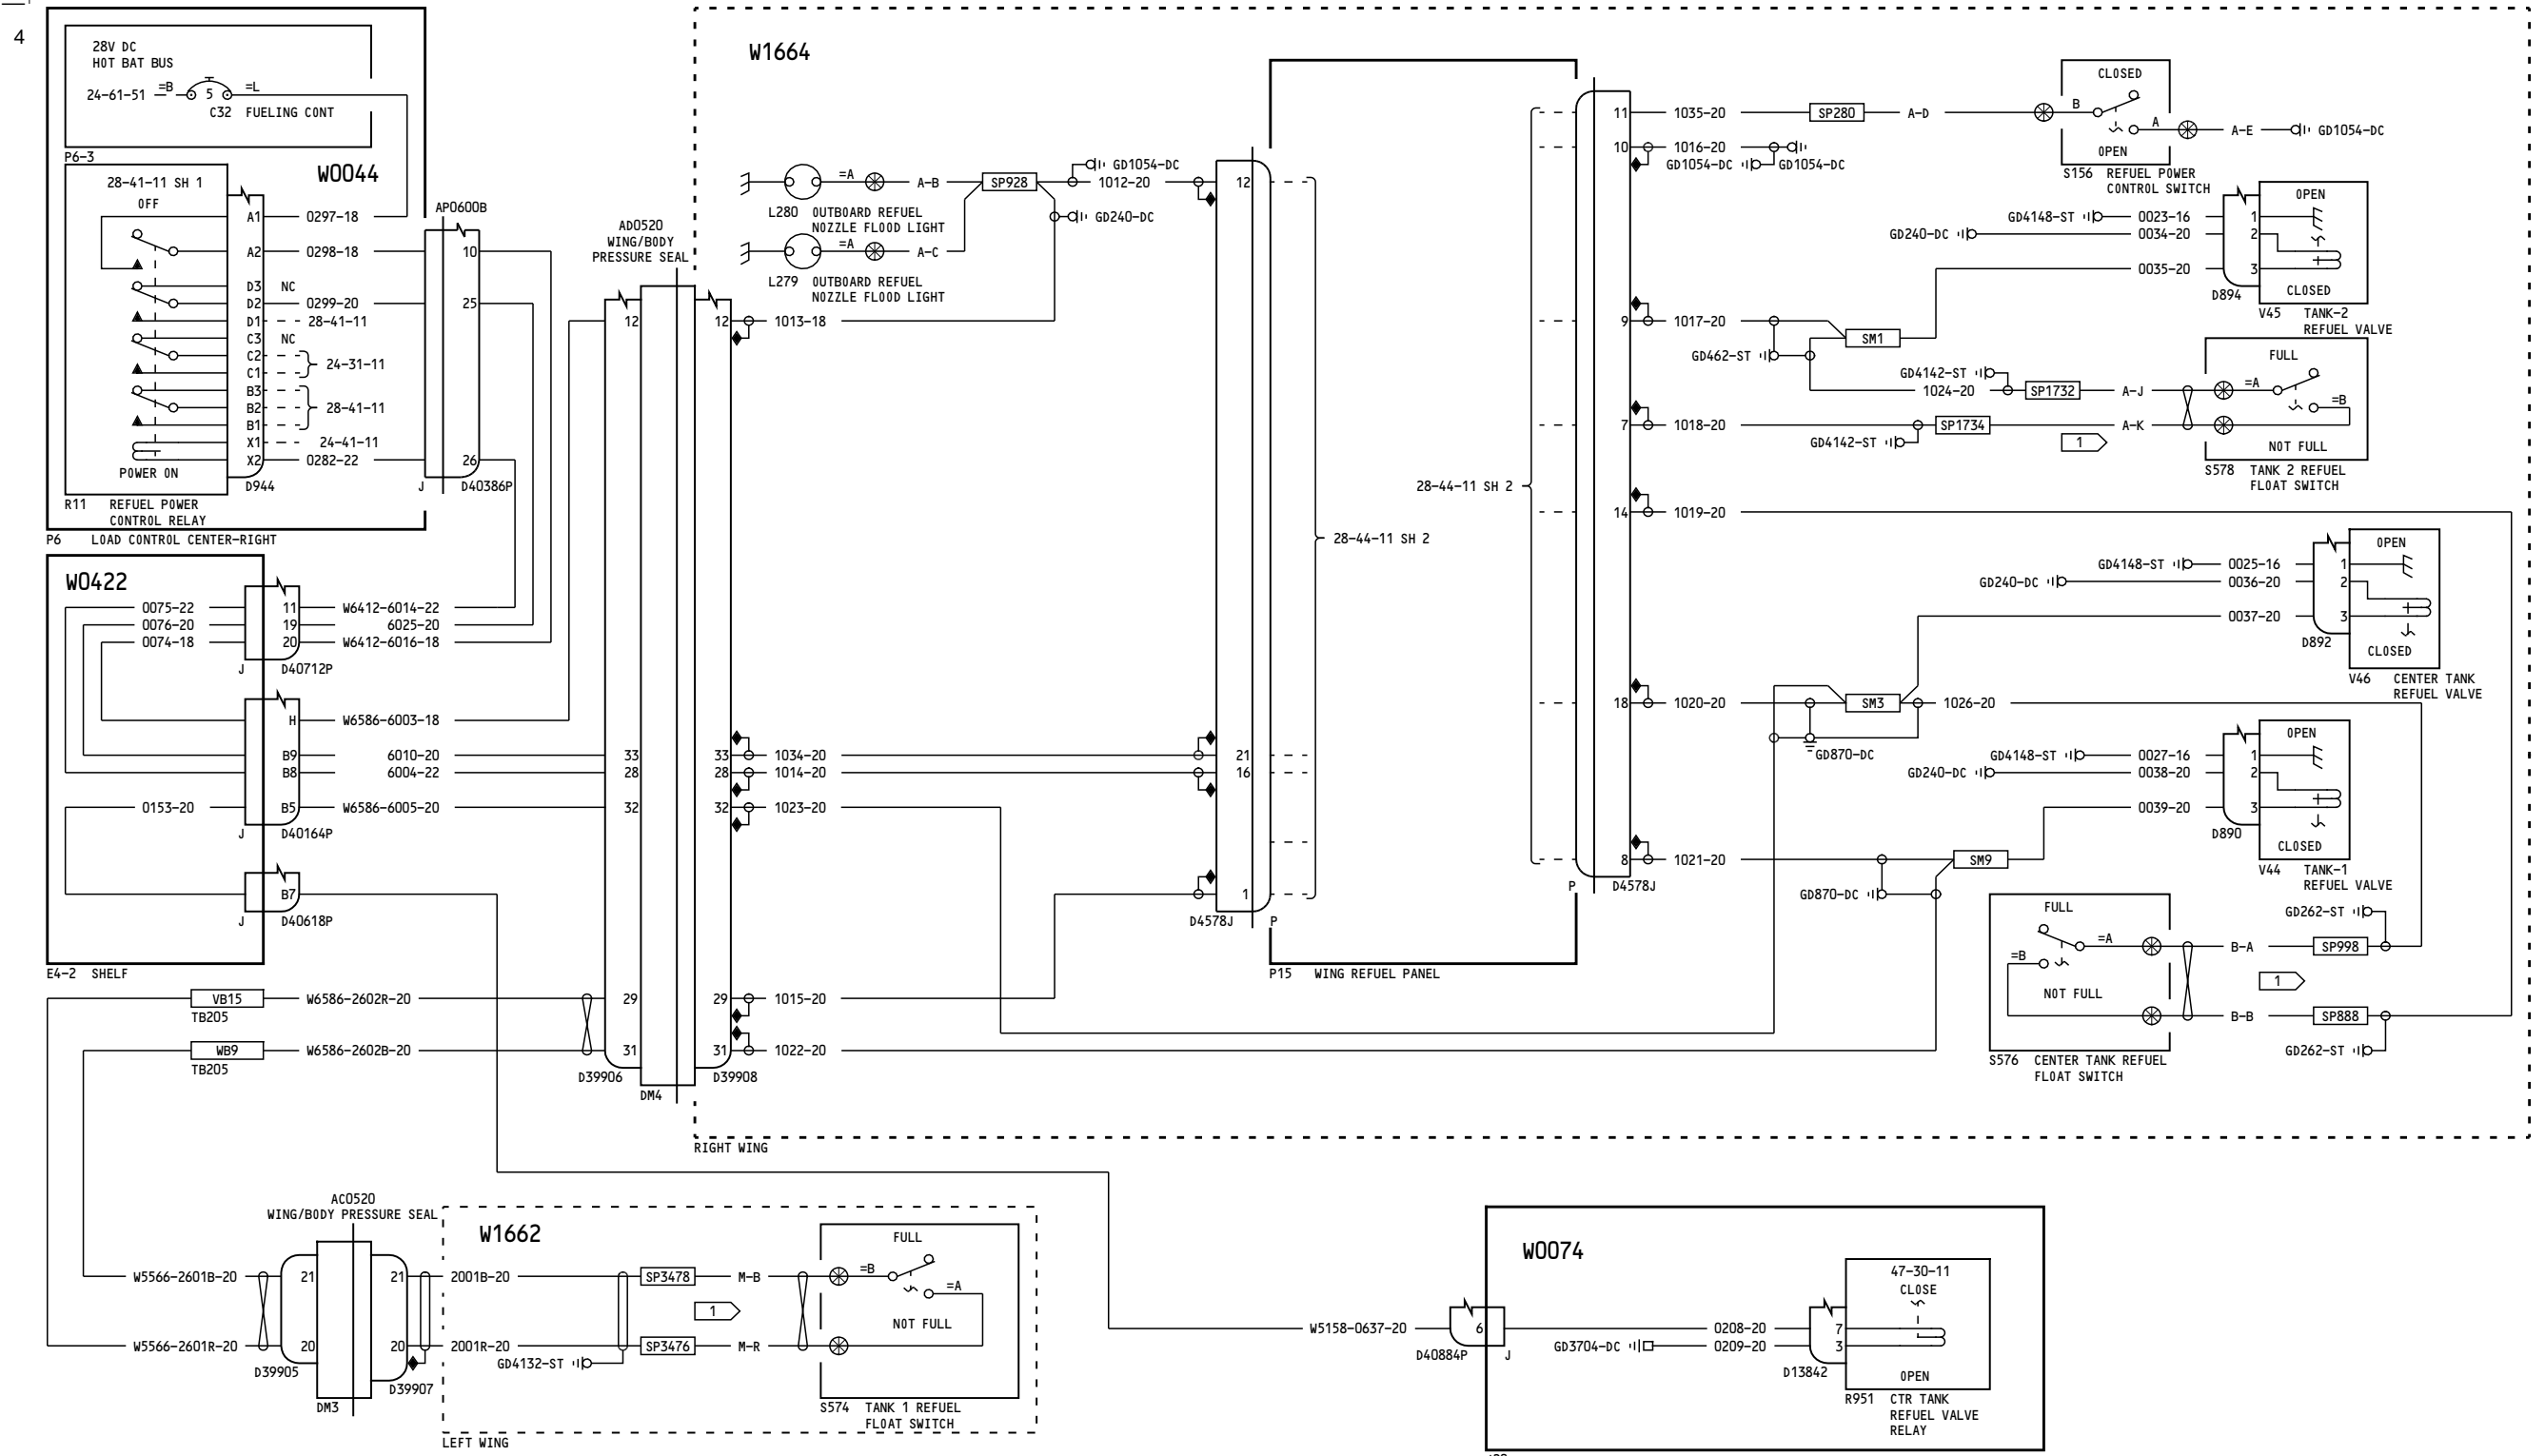 4
28V DC
HOT BAT BUS
24-61-51 =B 5 =L
C32 FUELING CONT
P6-3
W0044
28-41-11 SH 1
OFF
A1 0297-18
A2 0298-18
D3 NC
D2 0299-20
D1 28-41-11
C3 NC
C2
24-31-11
C1
B3
B2 28-41-11
B1
X1 24-41-11
X2 0282-22
POWER ON
D944
R11 REFUEL POWER
CONTROL RELAY
P6 LOAD CONTROL CENTER-RIGHT
AP0600B
10
25
26
J D40386P
W0422
0075-22 11 W6412-6014-22
0076-20 19 6025-20
0074-18 20 W6412-6016-18
J D40712P
H W6586-6003-18
B9 6010-20
B8 6004-22
0153-20 B5 W6586-6005-20
J D40164P
B7
J D40618P
E4-2 SHELF
VB15 W6586-2602R-20
TB205
WB9 W6586-2602B-20
TB205
AD0520
WING/BODY
PRESSURE SEAL
12 12 1013-18
33 33 1034-20
28 28 1014-20
32 32 1023-20
29 29 1015-20
31 31 1022-20
D39906 D39908
DM4
W1664
L280 OUTBOARD REFUEL
NOZZLE FLOOD LIGHT
=A A-B SP928 1012-20
GD1054-DC
GD240-DC
=A A-C
L279 OUTBOARD REFUEL
NOZZLE FLOOD LIGHT
12
21
16
1
D4578J P
28-44-11 SH 2
28-44-11 SH 2
P15 WING REFUEL PANEL
P D4578J
11 1035-20 SP280 A-D B
CLOSED
A A-E GD1054-DC
OPEN
S156 REFUEL POWER
CONTROL SWITCH
10 1016-20
GD1054-DC GD1054-DC
GD4148-ST 0023-16 1
GD240-DC 0034-20 2
0035-20 3
OPEN
CLOSED
D894
V45 TANK-2
REFUEL VALVE
9 1017-20 SM1
GD462-ST
GD4142-ST
1024-20 SP1732 A-J =A
FULL
=B
7 1018-20 SP1734 A-K
GD4142-ST
1
NOT FULL
S578 TANK 2 REFUEL
FLOAT SWITCH
14 1019-20
GD4148-ST 0025-16 1
GD240-DC 0036-20 2
0037-20 3
OPEN
CLOSED
D892
V46 CENTER TANK
REFUEL VALVE
18 1020-20 SM3 1026-20
GD870-DC
GD4148-ST 0027-16 1
GD240-DC 0038-20 2
0039-20 3
OPEN
CLOSED
D890
V44 TANK-1
REFUEL VALVE
8 1021-20 SM9
GD870-DC
FULL
GD262-ST
=A B-A SP998
=B
1
NOT FULL
B-B SP888
GD262-ST
S576 CENTER TANK REFUEL
FLOAT SWITCH
RIGHT WING
AC0520
WING/BODY PRESSURE SEAL
W1662
W5566-2601B-20 21 21 2001B-20 SP3478 M-B =B
FULL
=A
1
W5566-2601R-20 20 20 2001R-20 SP3476 M-R
NOT FULL
GD4132-ST
D39905 D39907
DM3
S574 TANK 1 REFUEL
FLOAT SWITCH
LEFT WING
W0074
47-30-11
CLOSE
W5158-0637-20 6 0208-20 7
GD3704-DC 0209-20 3
D40884P J D13842
OPEN
R951 CTR TANK
REFUEL VALVE
RELAY